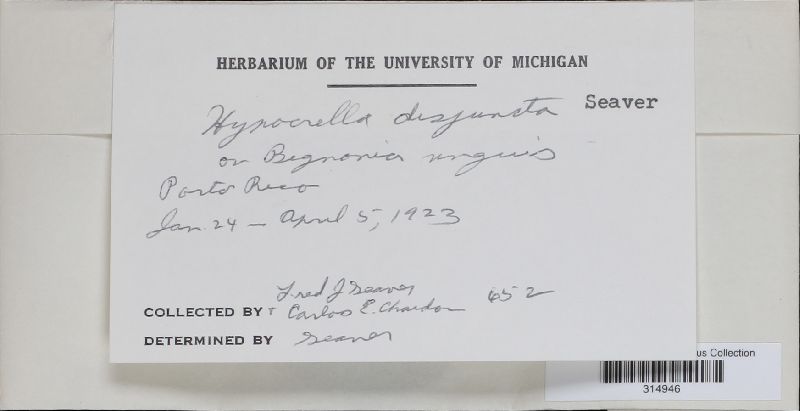 HERBARIUM OF THE UNIVERSITY OF MICHIGAN
Hypocrella disjuncta Seaver
on Bignonia unguis
Porto Rico
Jan. 24 – April 5, 1923
Fred J Seaver
COLLECTED BY Carlos E. Chardon 652
DETERMINED BY Seaver
us Collection
314946